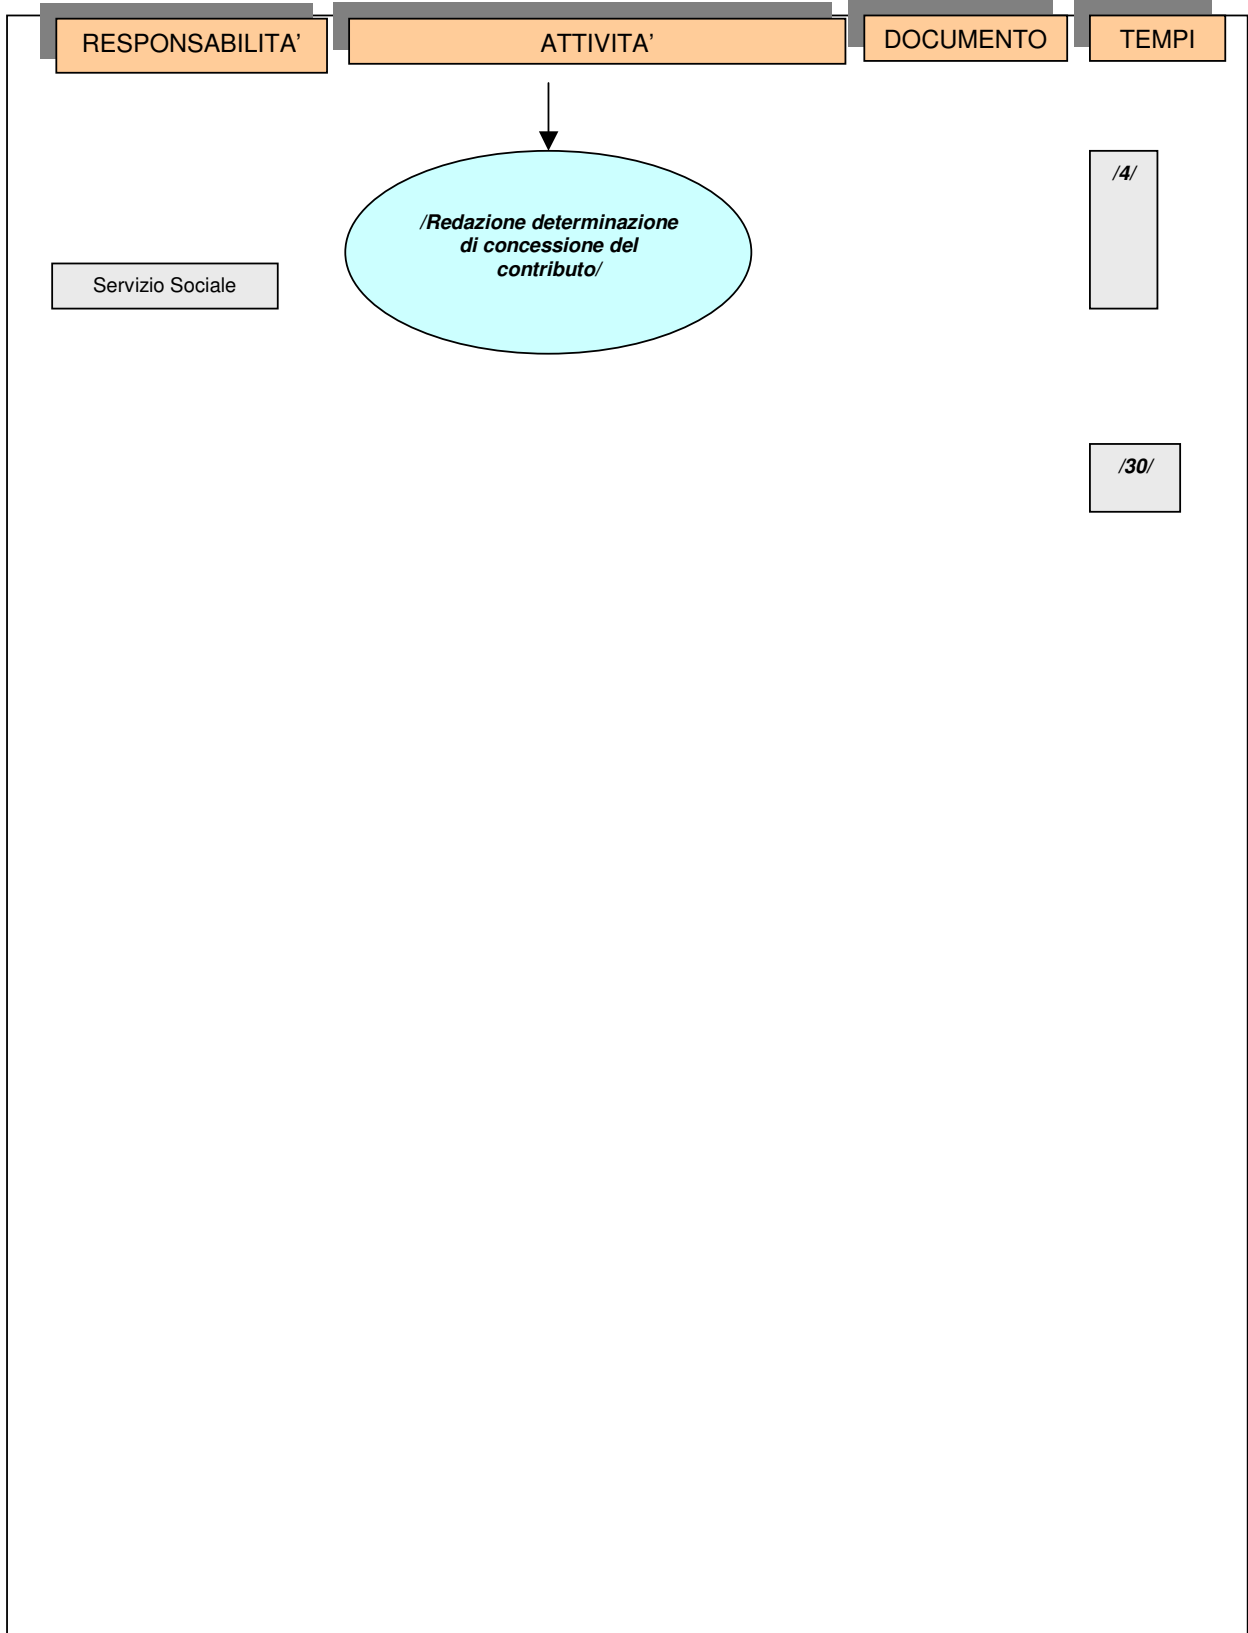 RESPONSABILITA’
ATTIVITA’
DOCUMENTO
TEMPI
/4/
/Redazione determinazione
di concessione del
contributo/
Servizio Sociale
/30/